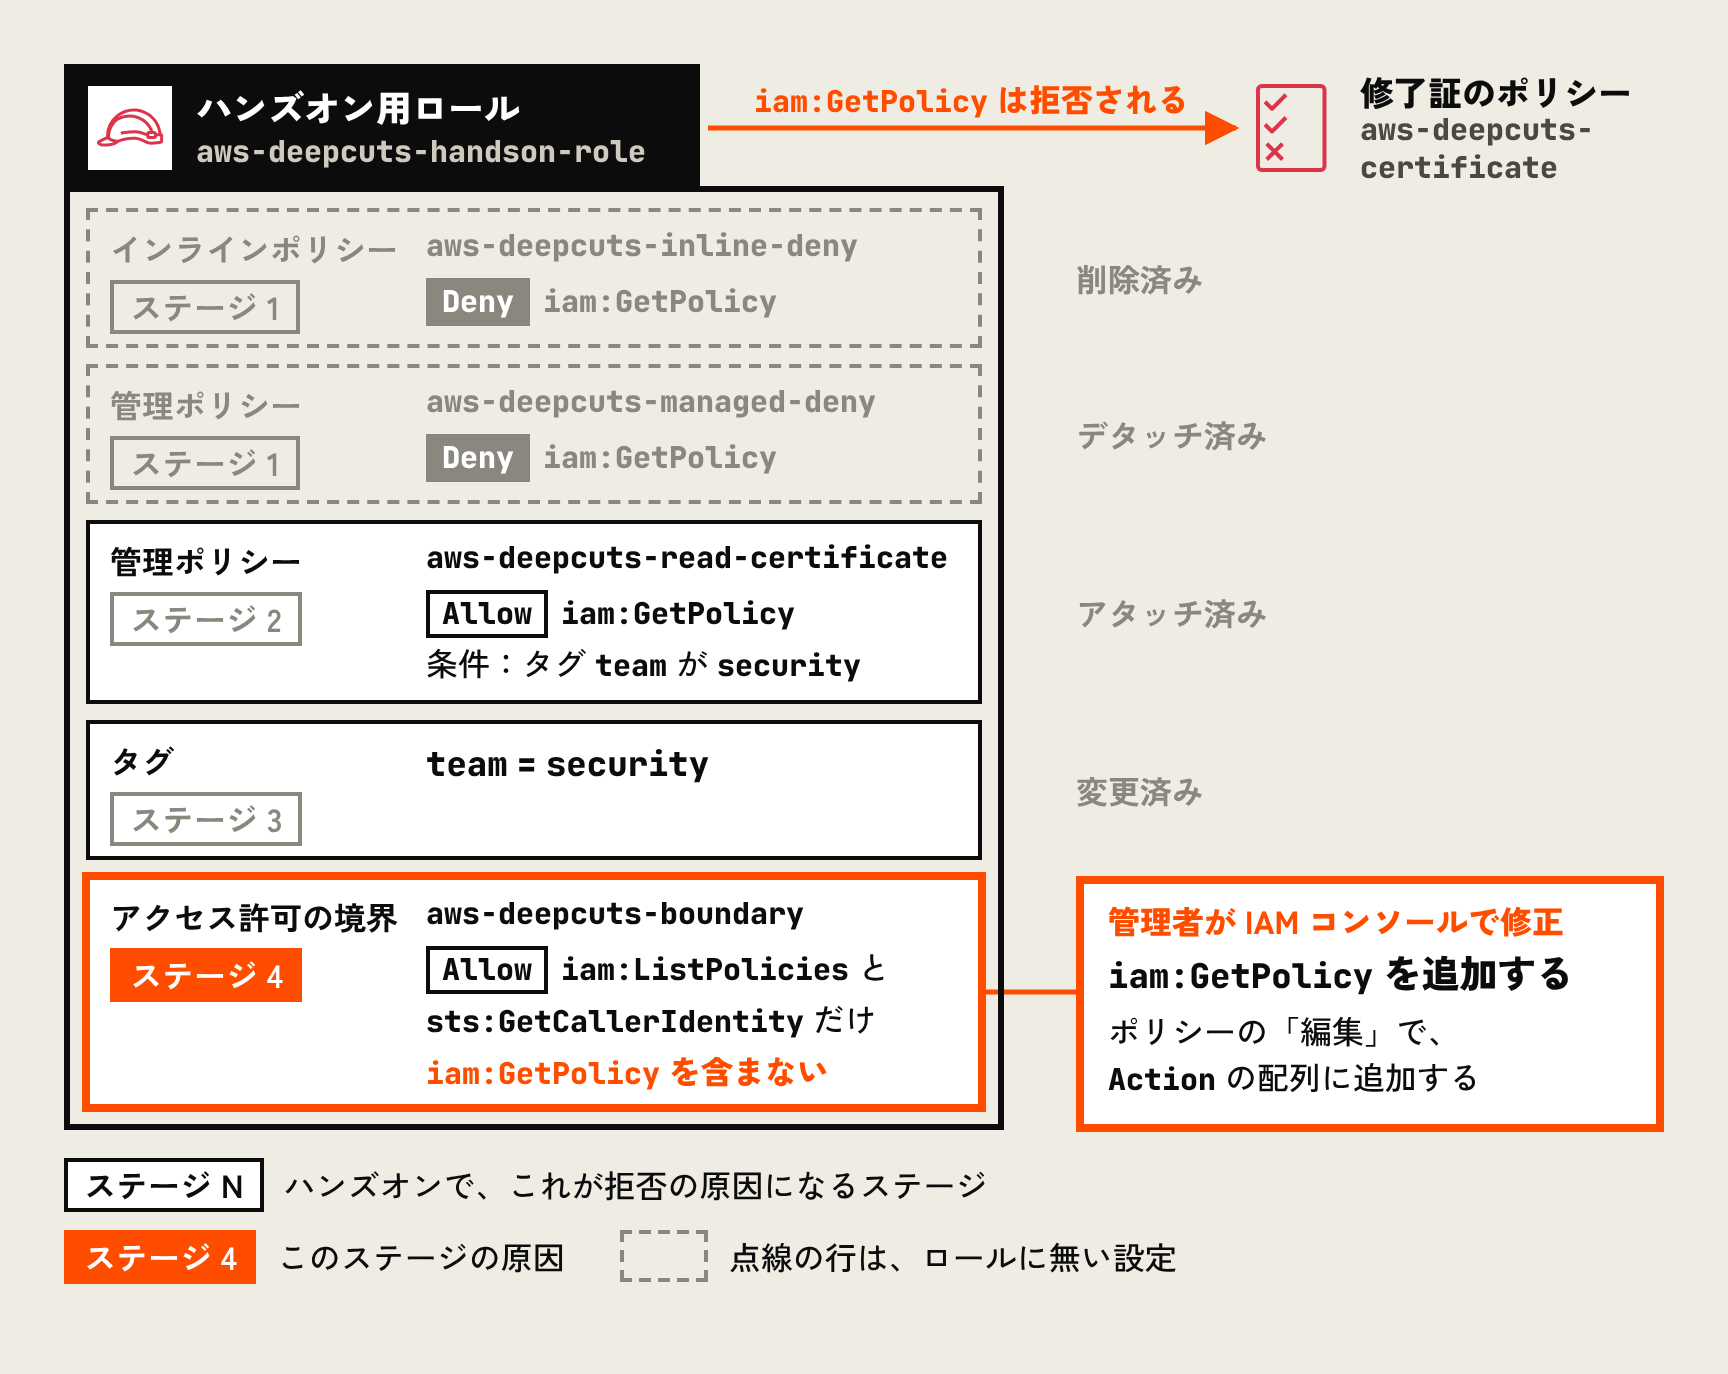 ハンズオン用ロール
aws-deepcuts-handson-role
iam:GetPolicy は拒否される
修了証のポリシー
aws-deepcuts-
certificate
インラインポリシー
ステージ 1
aws-deepcuts-inline-deny
Deny iam:GetPolicy
削除済み
管理ポリシー
ステージ 1
aws-deepcuts-managed-deny
Deny iam:GetPolicy
デタッチ済み
管理ポリシー
ステージ 2
aws-deepcuts-read-certificate
Allow iam:GetPolicy
条件：タグ team が security
アタッチ済み
タグ
ステージ 3
team = security
変更済み
アクセス許可の境界
ステージ 4
aws-deepcuts-boundary
Allow iam:ListPolicies と
sts:GetCallerIdentity だけ
iam:GetPolicy を含まない
管理者が IAM コンソールで修正
iam:GetPolicy を追加する
ポリシーの「編集」で、
Action の配列に追加する
ステージ N ハンズオンで、これが拒否の原因になるステージ
ステージ 4 このステージの原因 点線の行は、ロールに無い設定